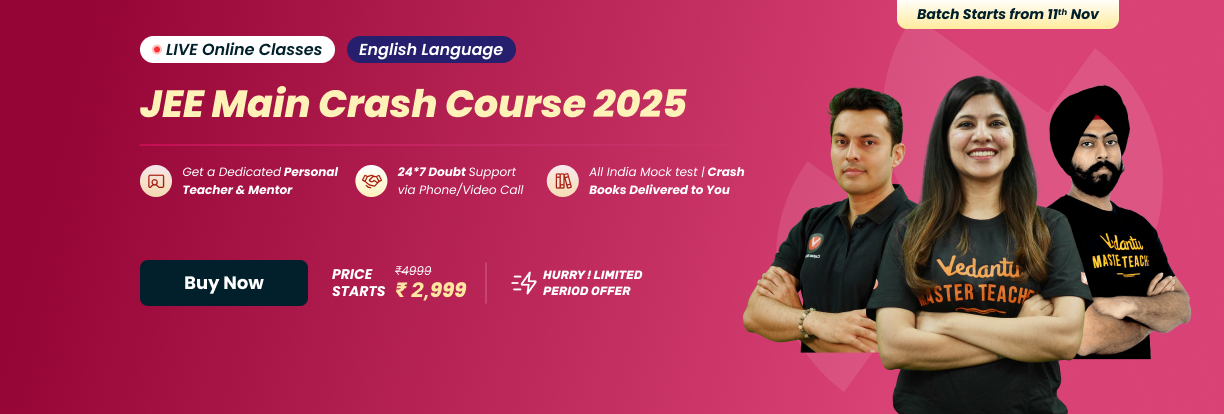 Batch Starts from 11th Nov
LIVE Online Classes
English Language
JEE Main Crash Course 2025
Get a Dedicated Personal
Teacher & Mentor
24*7 Doubt Support
via Phone/Video Call
All India Mock test | Crash
Books Delivered to You
Buy Now
PRICE
STARTS
₹4999
₹ 2,999
HURRY! LIMITED
PERIOD OFFER
Vedantu
MASTER TEACHE
Vedantu
MASTE TEACH